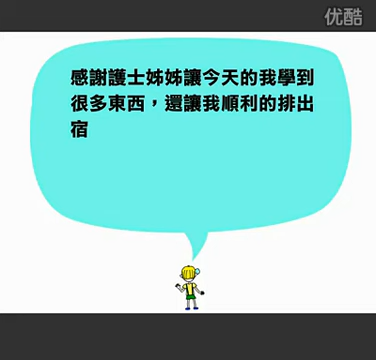 优酷
感謝護士姊姊讓今天的我學到
很多東西，還讓我順利的排出
宿